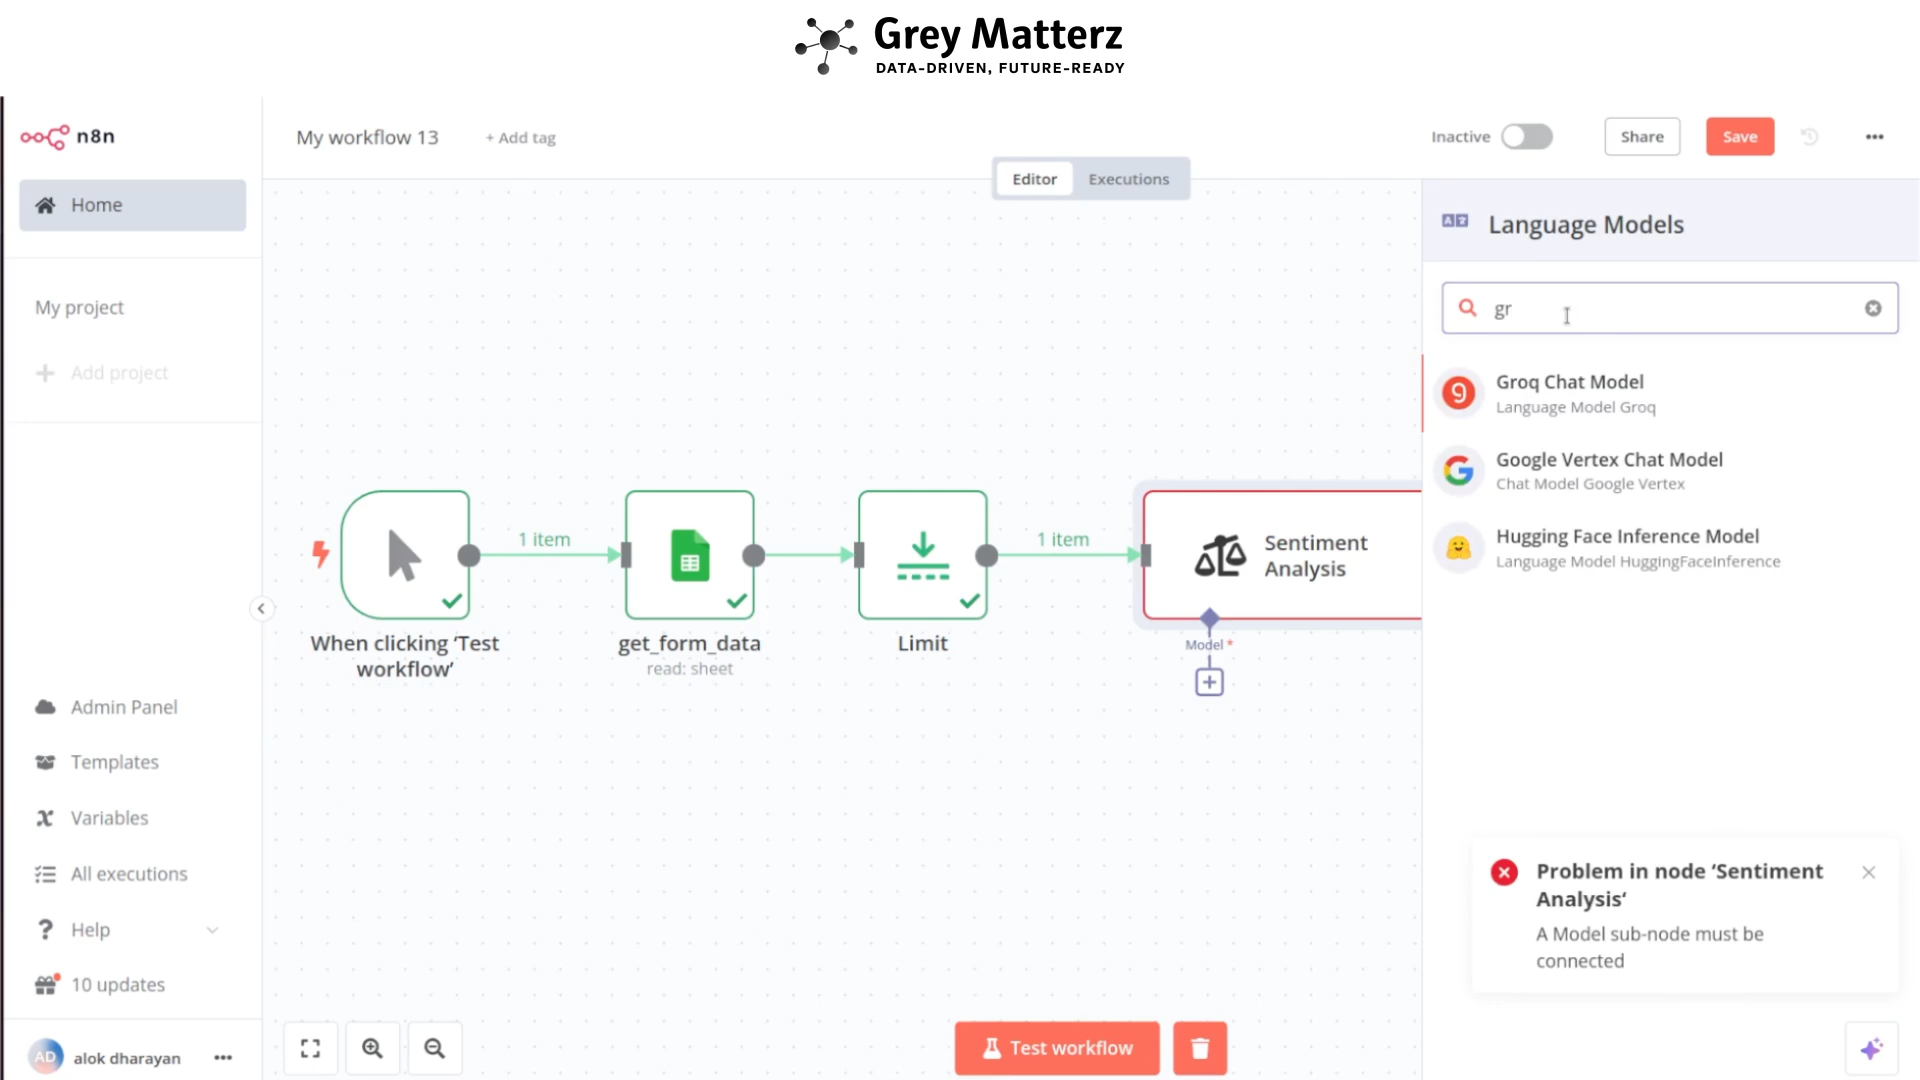 Grey Matterz
DATA-DRIVEN, FUTURE-READY
n8n
My workflow 13
+ Add tag
Inactive
Share
Save
Editor
Executions
Home
My project
Add project
Admin Panel
Templates
Variables
All executions
Help
10 updates
AD
alok dharayan
1 item
1 item
When clicking ‘Test
workflow’
get_form_data
read: sheet
Limit
Sentiment
Analysis
Model *
Test workflow
Language Models
gr
Groq Chat Model
Language Model Groq
Google Vertex Chat Model
Chat Model Google Vertex
Hugging Face Inference Model
Language Model HuggingFaceInference
Problem in node ‘Sentiment
Analysis‘
A Model sub-node must be
connected